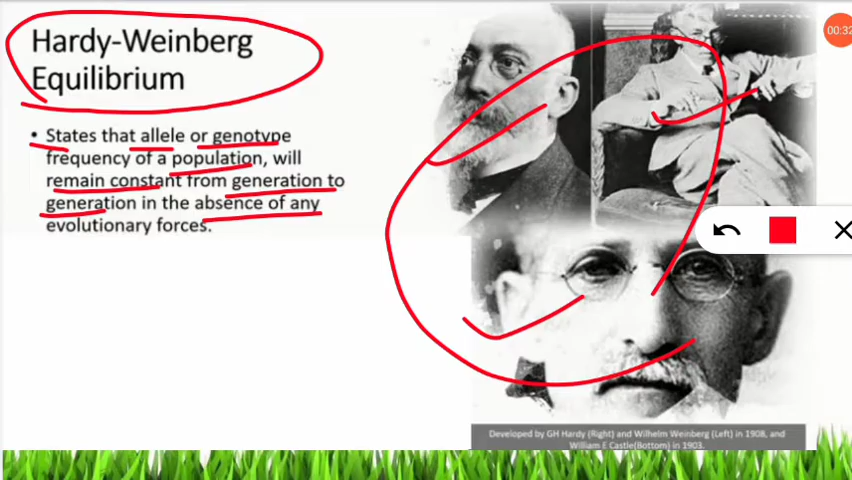 Hardy-Weinberg
Equilibrium
• States that allele or genotype
frequency of a population, will
remain constant from generation to
generation in the absence of any
evolutionary forces.
00:32
Developed by GH Hardy (Right) and Wilhelm Weinberg (Left) in 1908, and
William E Castle(Bottom) in 1903.